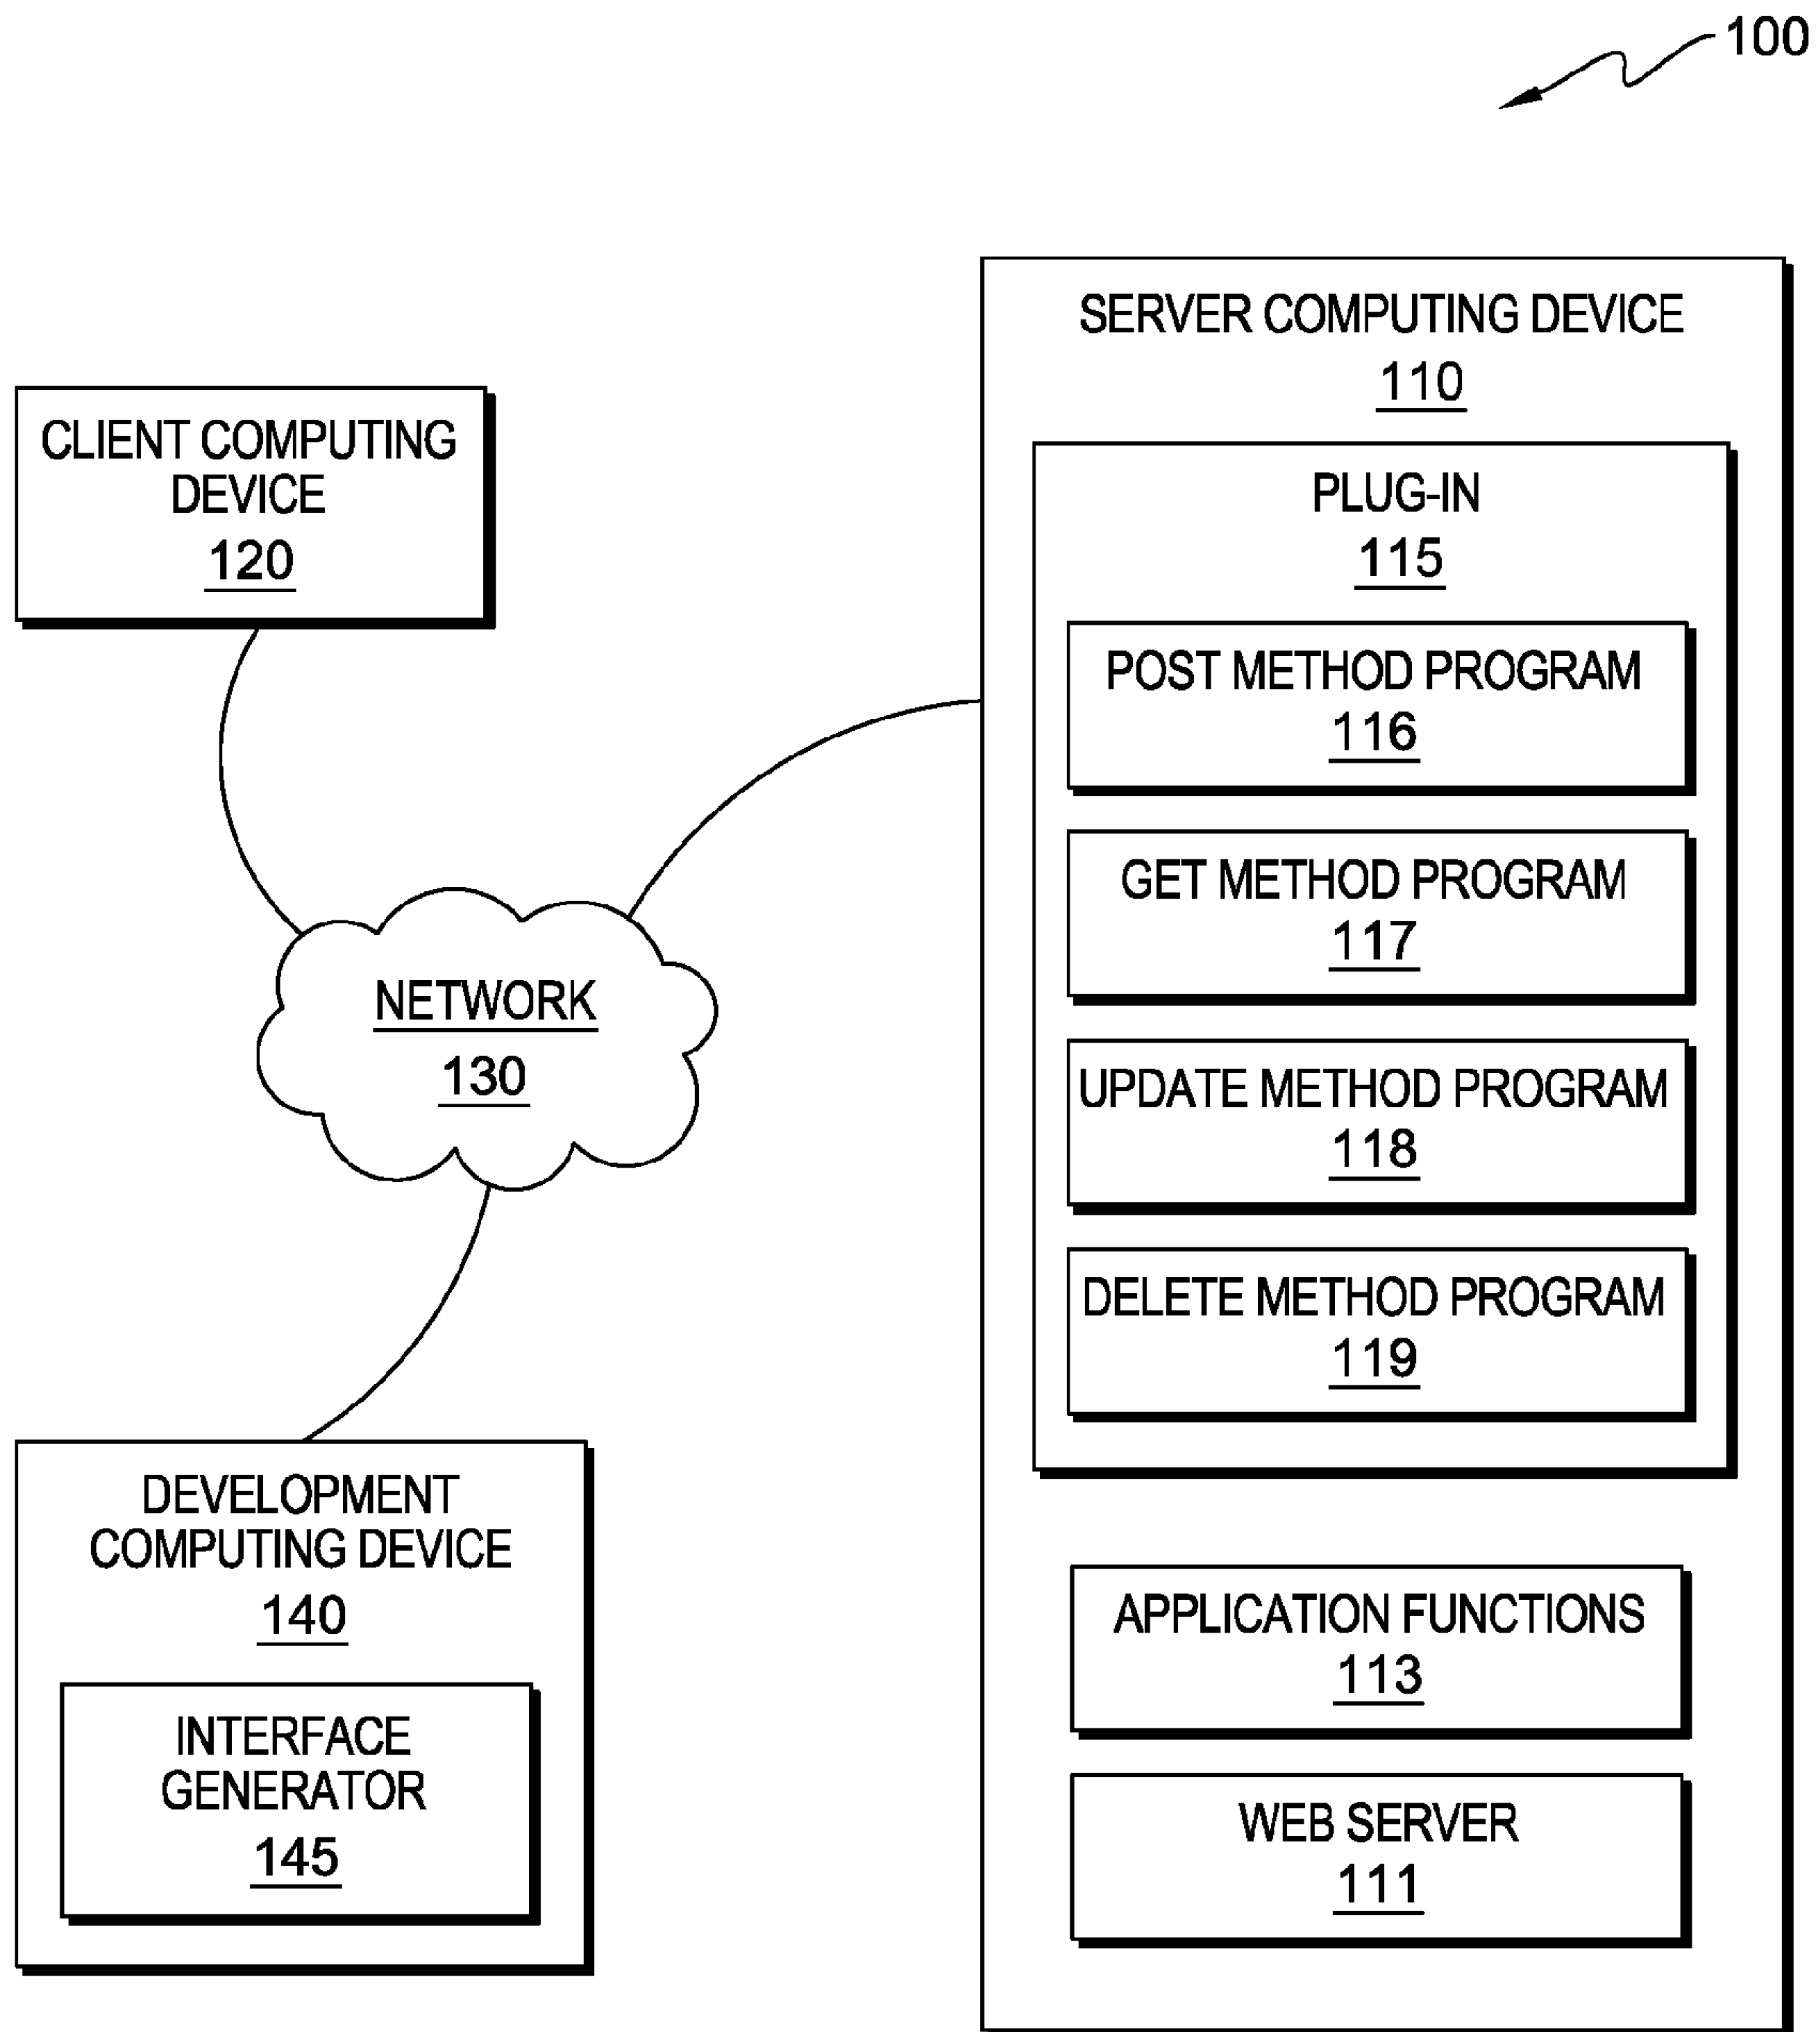 100
SERVER COMPUTING DEVICE
110
PLUG-IN
115
POST METHOD PROGRAM
116
GET METHOD PROGRAM
117
UPDATE METHOD PROGRAM
118
DELETE METHOD PROGRAM
119
APPLICATION FUNCTIONS
113
WEB SERVER
111
CLIENT COMPUTING
DEVICE
120
NETWORK
130
DEVELOPMENT
COMPUTING DEVICE
140
INTERFACE
GENERATOR
145